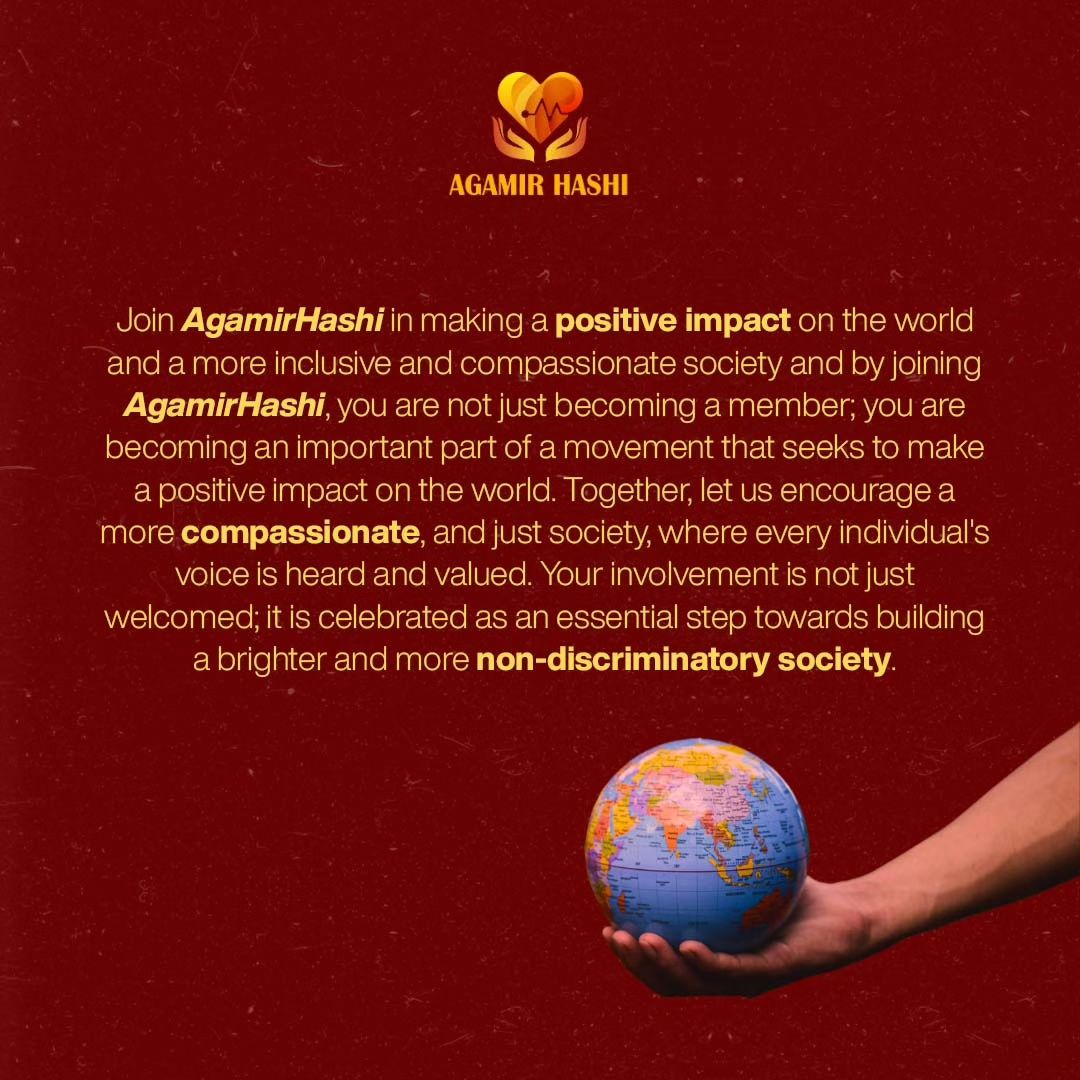 AGAMIR HASHI
Join AgamirHashi in making a positive impact on the world
and a more inclusive and compassionate society and by joining
AgamirHashi, you are not just becoming a member; you are
becoming an important part of a movement that seeks to make
a positive impact on the world. Together, let us encourage a
more compassionate, and just society, where every individual's
voice is heard and valued. Your involvement is not just
welcomed; it is celebrated as an essential step towards building
a brighter and more non-discriminatory society.